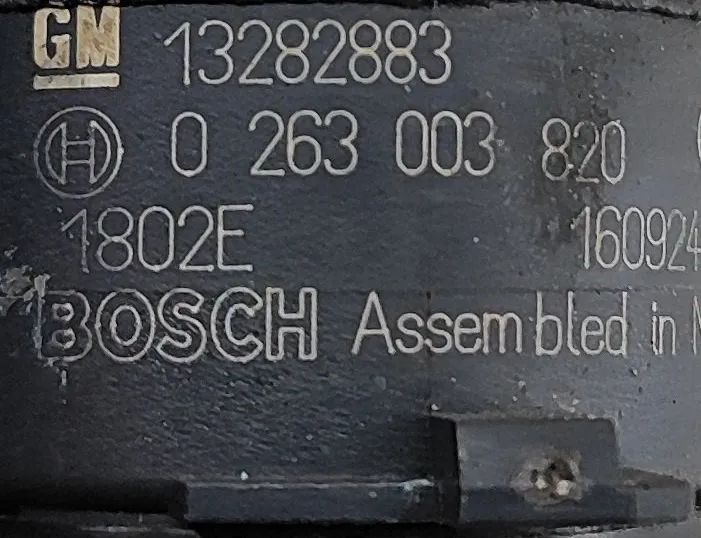 GM 13282883
0 263 003 820
1802E 160924
BOSCH Assembled in